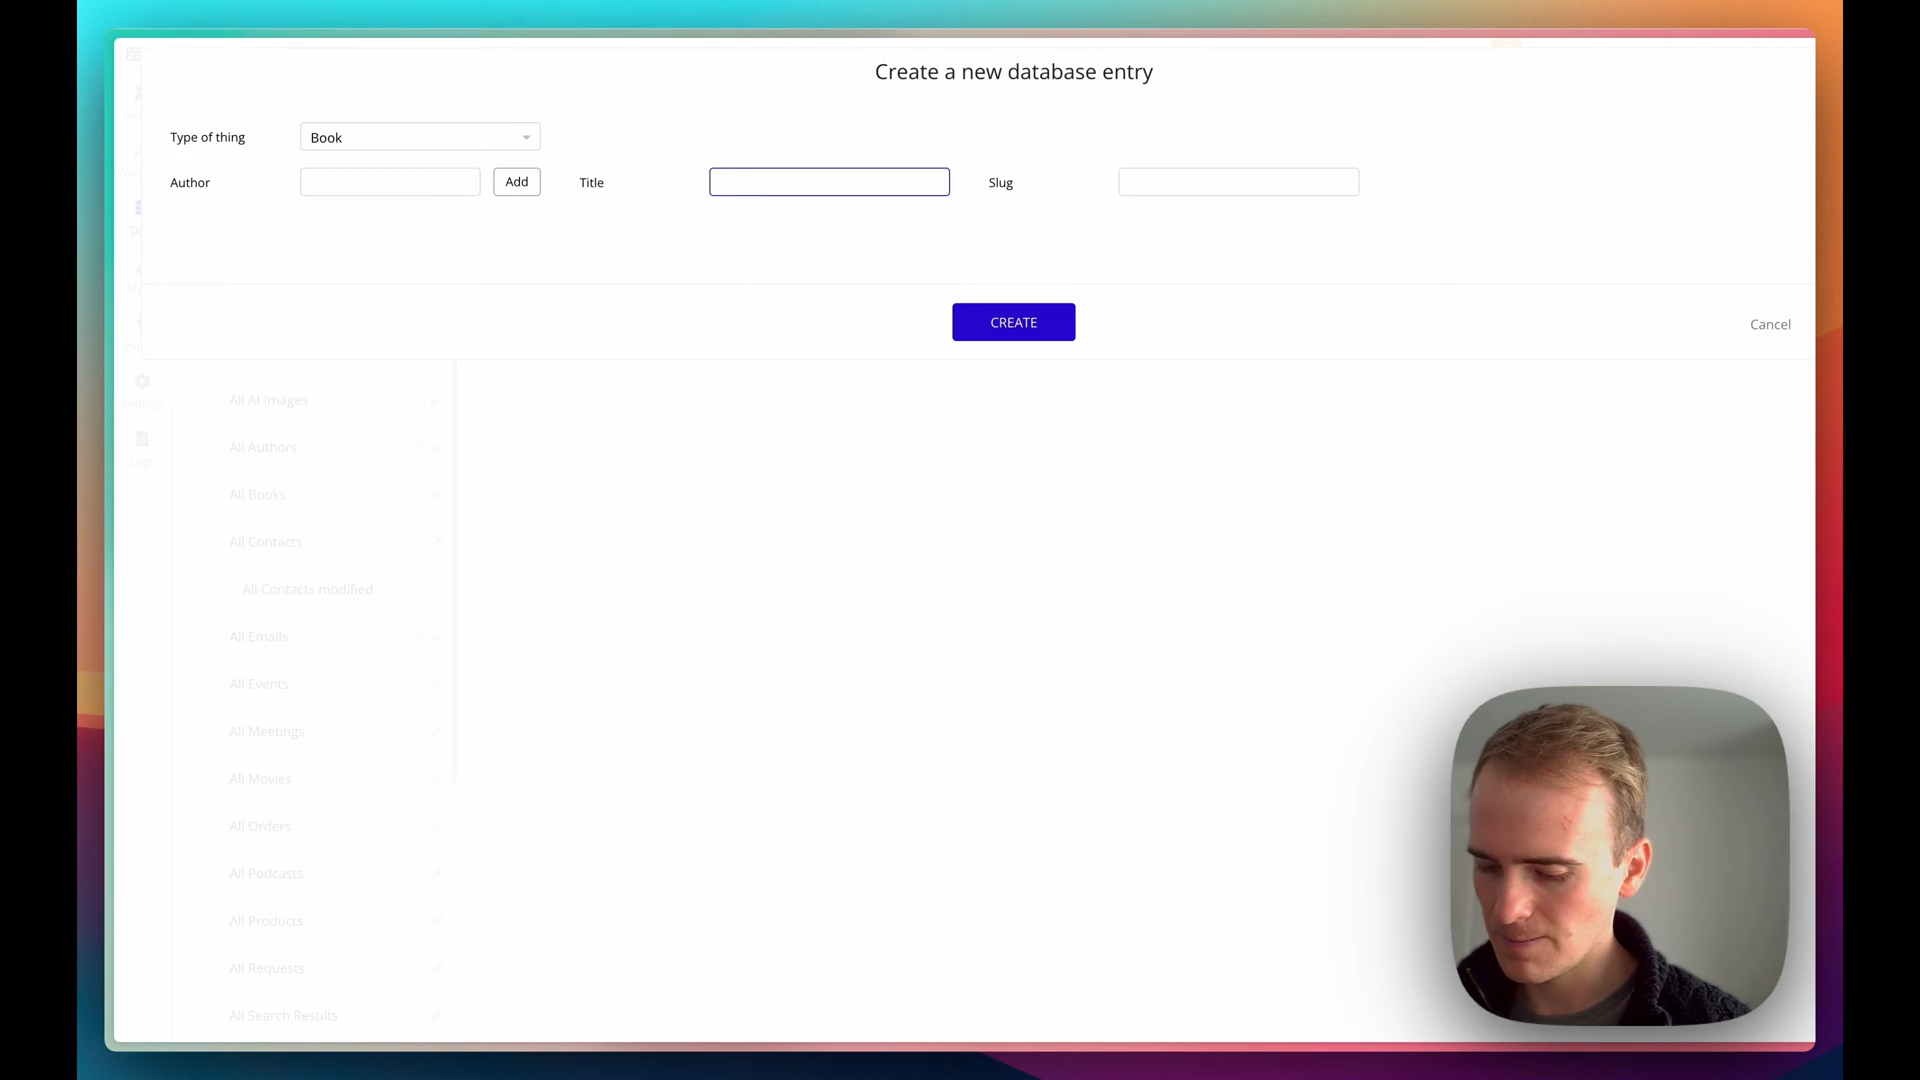 Create a new database entry
Type of thing
Book
Author
Add
Title
Slug
CREATE
Cancel
Settings
Logs
All AI Images
All Authors
All Books
All Contacts
All Contacts modified
All Emails
All Events
All Meetings
All Movies
All Orders
All Podcasts
All Products
All Requests
All Search Results